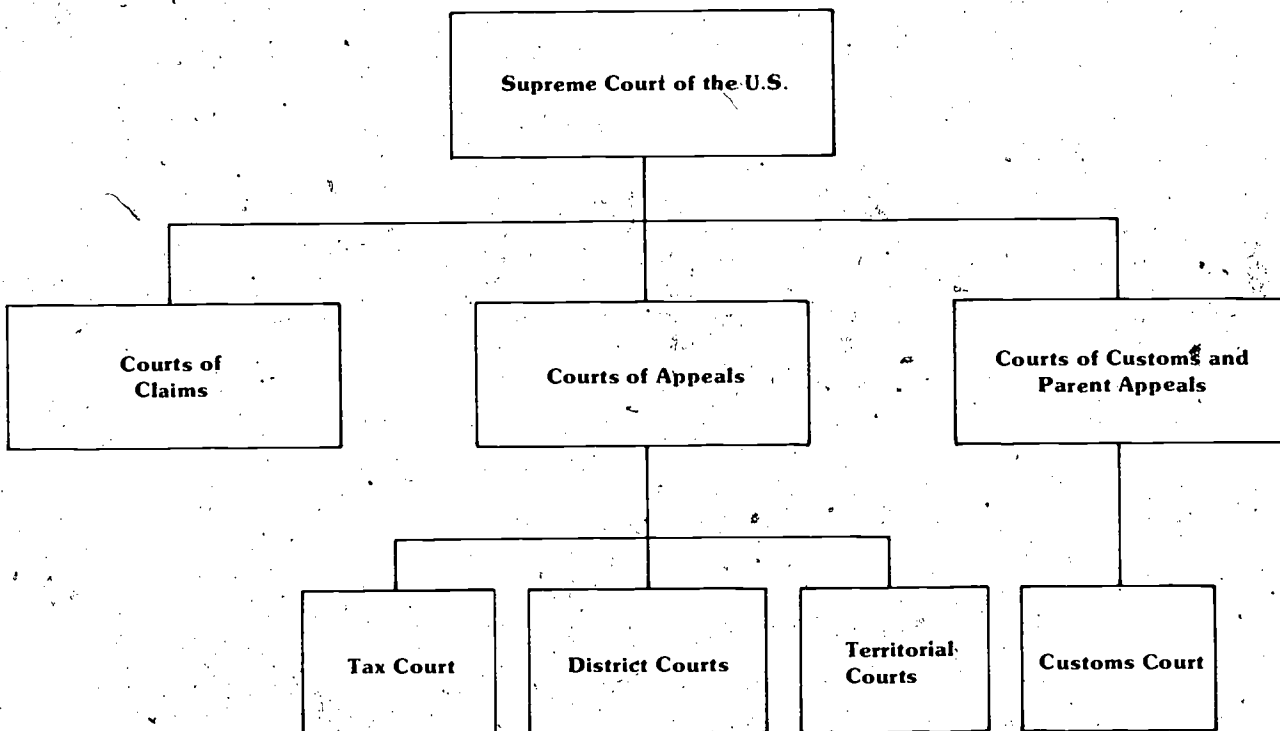 Supreme Court of the U.S.
Courts of
Claims
Courts of Appeals
Courts of Customs and
Parent Appeals
Tax Court
District Courts
Territorial
Courts
Customs Court